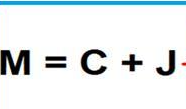 M = C + J